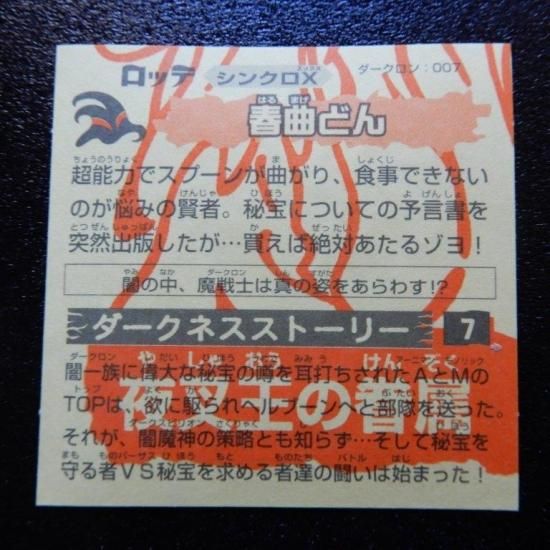 ロッテ シンクロX ダークロン：007
春曲どん
超能力でスプーンが曲がり、食事できない
のが悩みの賢者。秘宝についての予言書を
突然出版したが…買えば絶対あたるゾヨ！
闇の中、魔戦士は真の姿をあらわす!?
ダークネスストーリー 7
闇一族に偉大な秘宝の噂を耳打ちされたAとMの
TOPは、欲に駆られヘルブーンへと部隊を送った。
それが、闇魔神の策略とも知らず…そして秘宝を
守る者VS秘宝を求める者達の闘いは始まった！